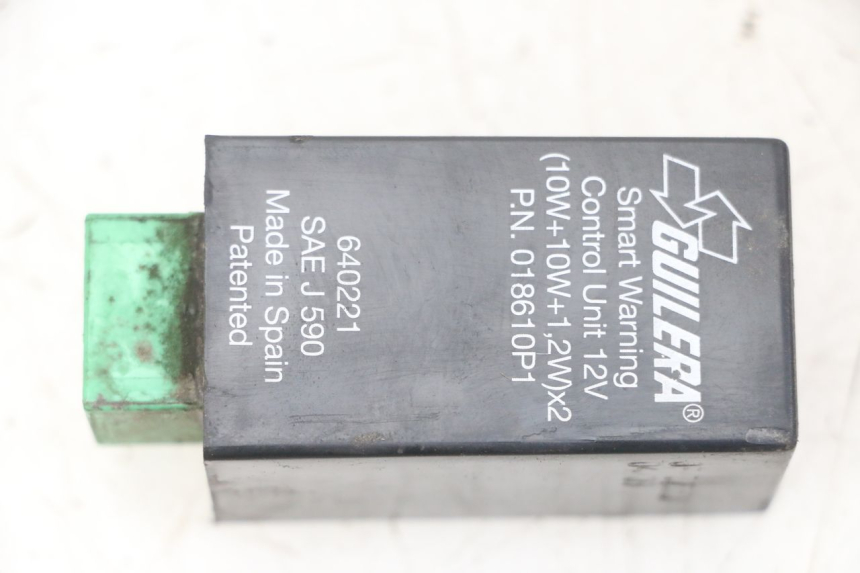 GUILERA®
Smart Warning
Control Unit 12V
(10W+10W+1,2W)x2
P.N. 018610P1
640221
SAE J 590
Made in Spain
Patented